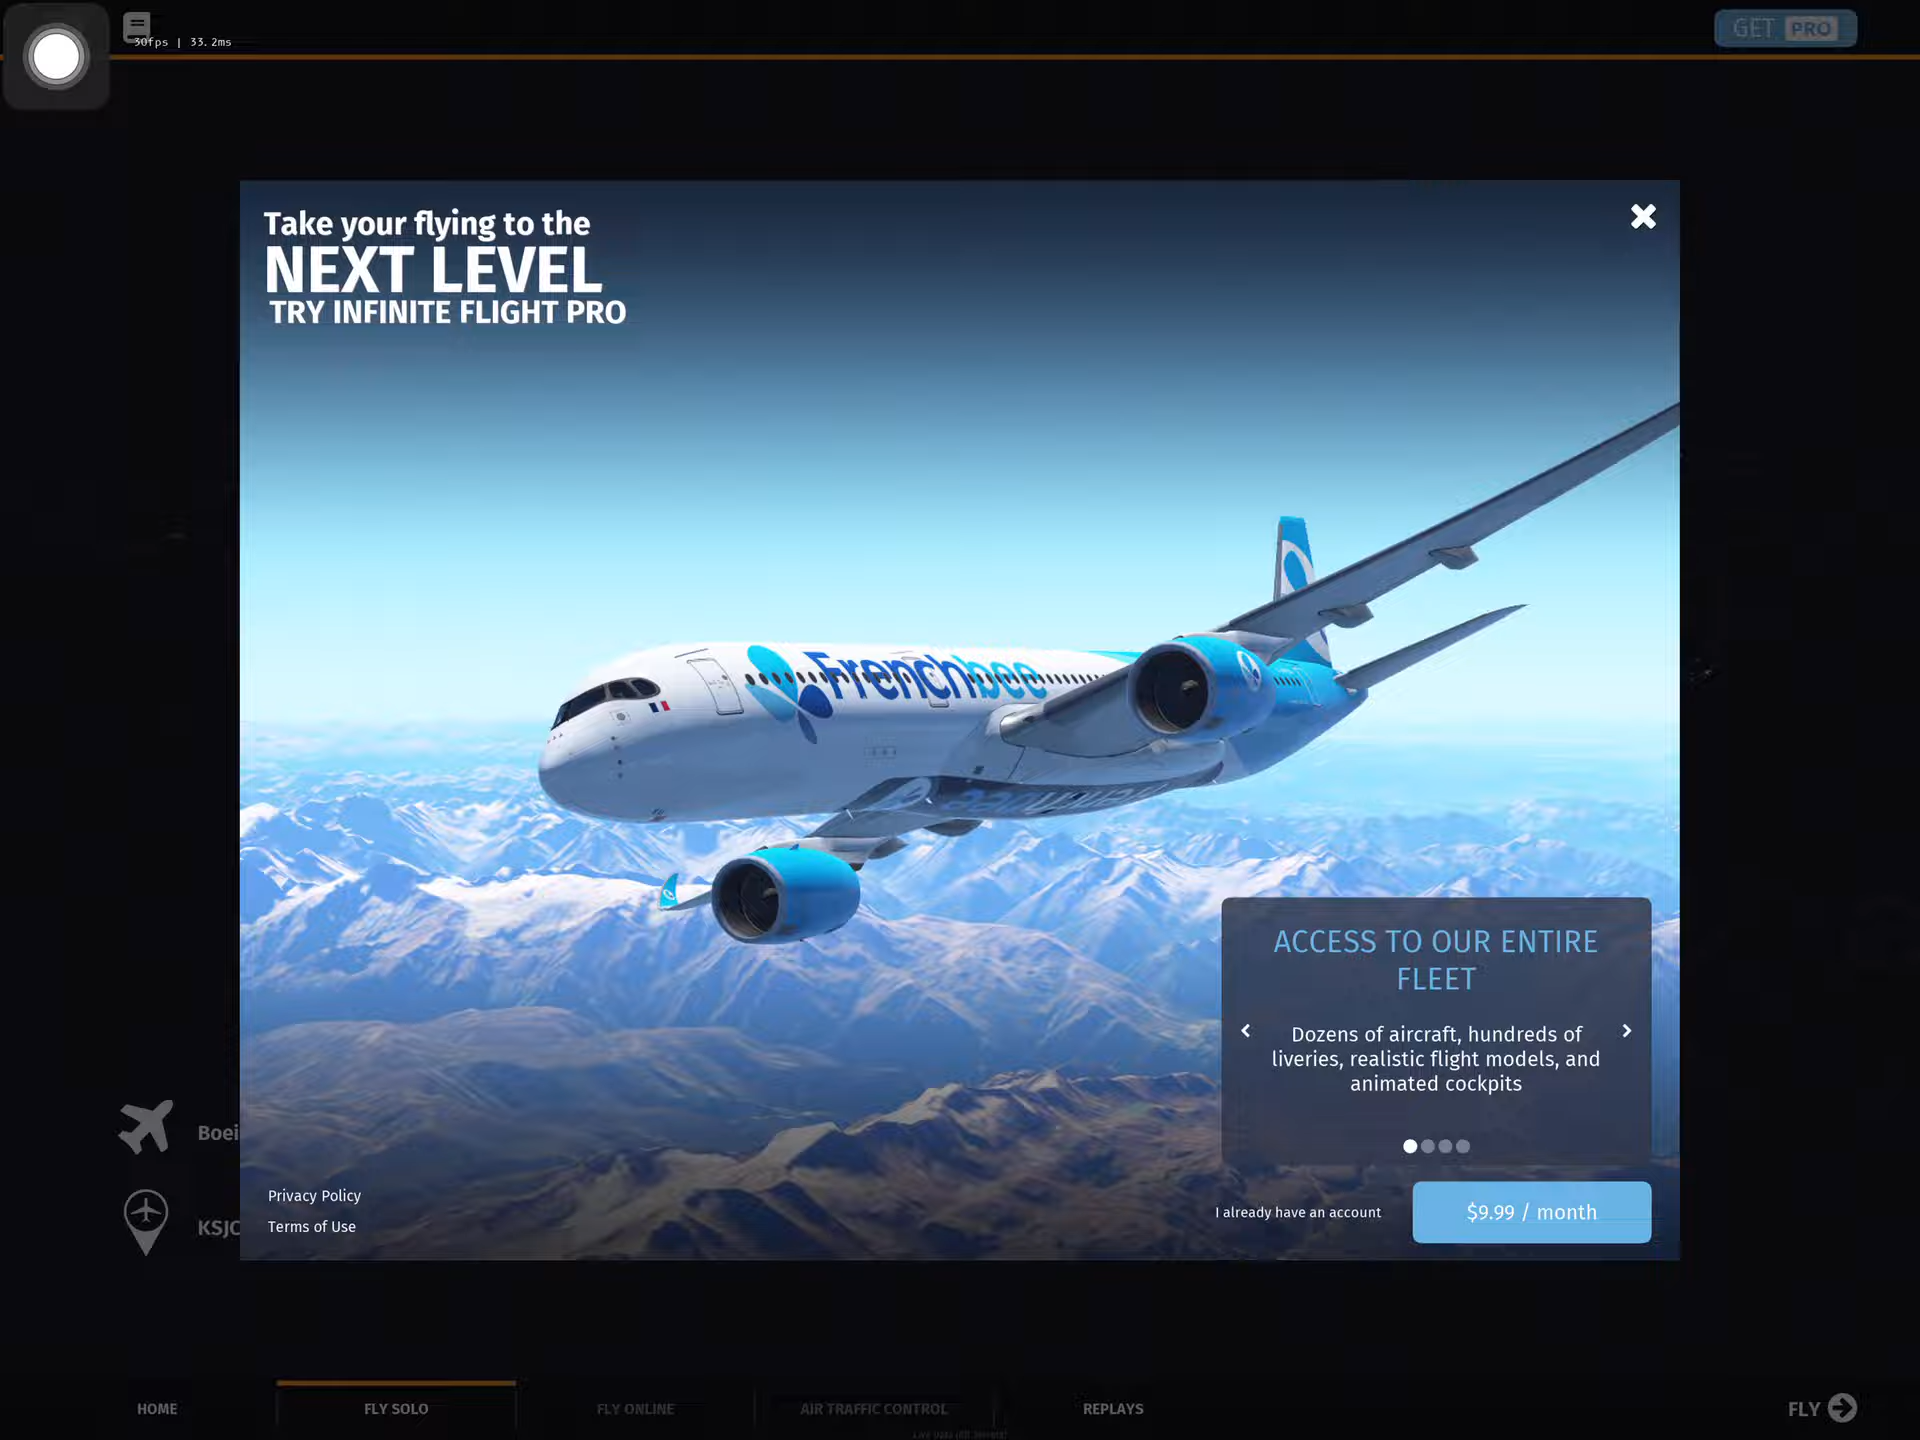 30fps | 33.2ms
GET PRO
Take your flying to the
NEXT LEVEL
TRY INFINITE FLIGHT PRO
Frenchbee
ACCESS TO OUR ENTIRE
FLEET
Dozens of aircraft, hundreds of
liveries, realistic flight models, and
animated cockpits
Boei
KSJC
Privacy Policy
Terms of Use
I already have an account
$9.99 / month
HOME
FLY SOLO
FLY ONLINE
AIR TRAFFIC CONTROL
REPLAYS
FLY